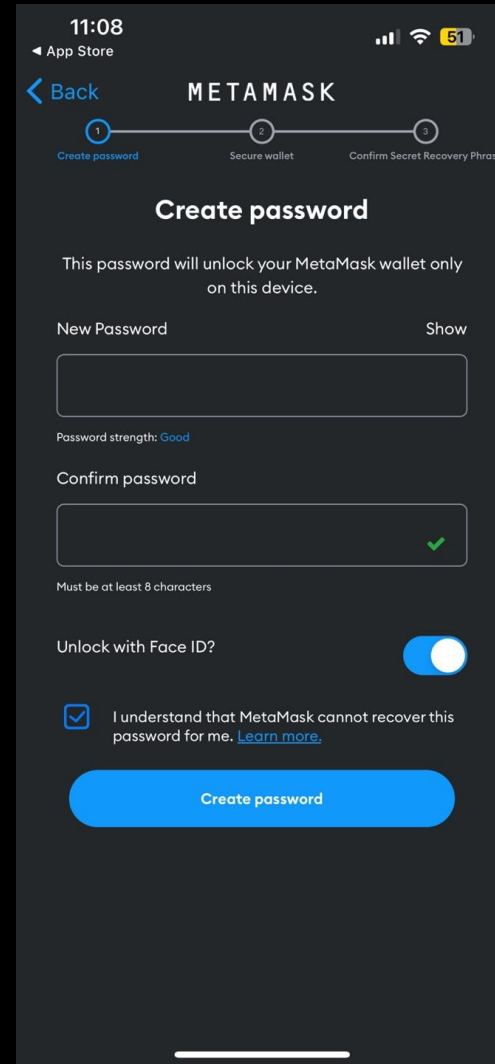 11:08
51
◀ App Store
Back
METAMASK
1
2
3
Create password
Secure wallet
Confirm Secret Recovery Phras
Create password
This password will unlock your MetaMask wallet only
on this device.
New Password
Show
Password strength: Good
Confirm password
Must be at least 8 characters
Unlock with Face ID?
I understand that MetaMask cannot recover this
password for me. Learn more.
Create password